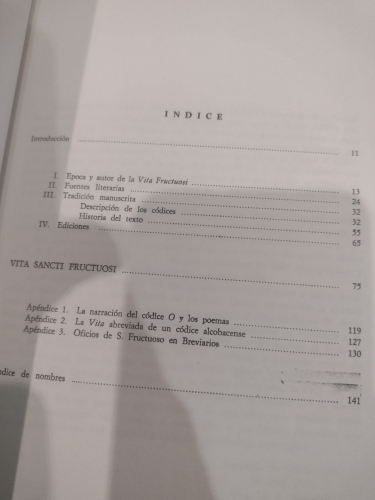 INDICE
Introducción 11
I. Epoca y autor de la Vita Fructuosi 13
II. Fuentes literarias 24
III. Tradición manuscrita 32
Descripción de los códices 32
Historia del texto 55
IV. Ediciones 65
VITA SANCTI FRUCTUOSI 75
Apéndice 1. La narración del códice O y los poemas 119
Apéndice 2. La Vita abreviada de un códice alcobacense 127
Apéndice 3. Oficios de S. Fructuoso en Breviarios 130
ndice de nombres 141